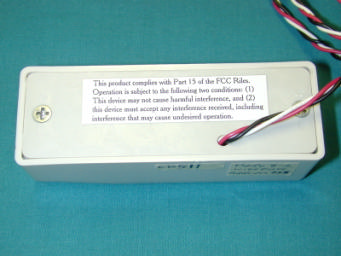 This product complies with Part 15 of the FCC Riles.
Operation is subject to the following two conditions: (1)
This device may not cause harmful interference, and (2)
this device must accept any interference received, including
interference that may cause undesired operation.